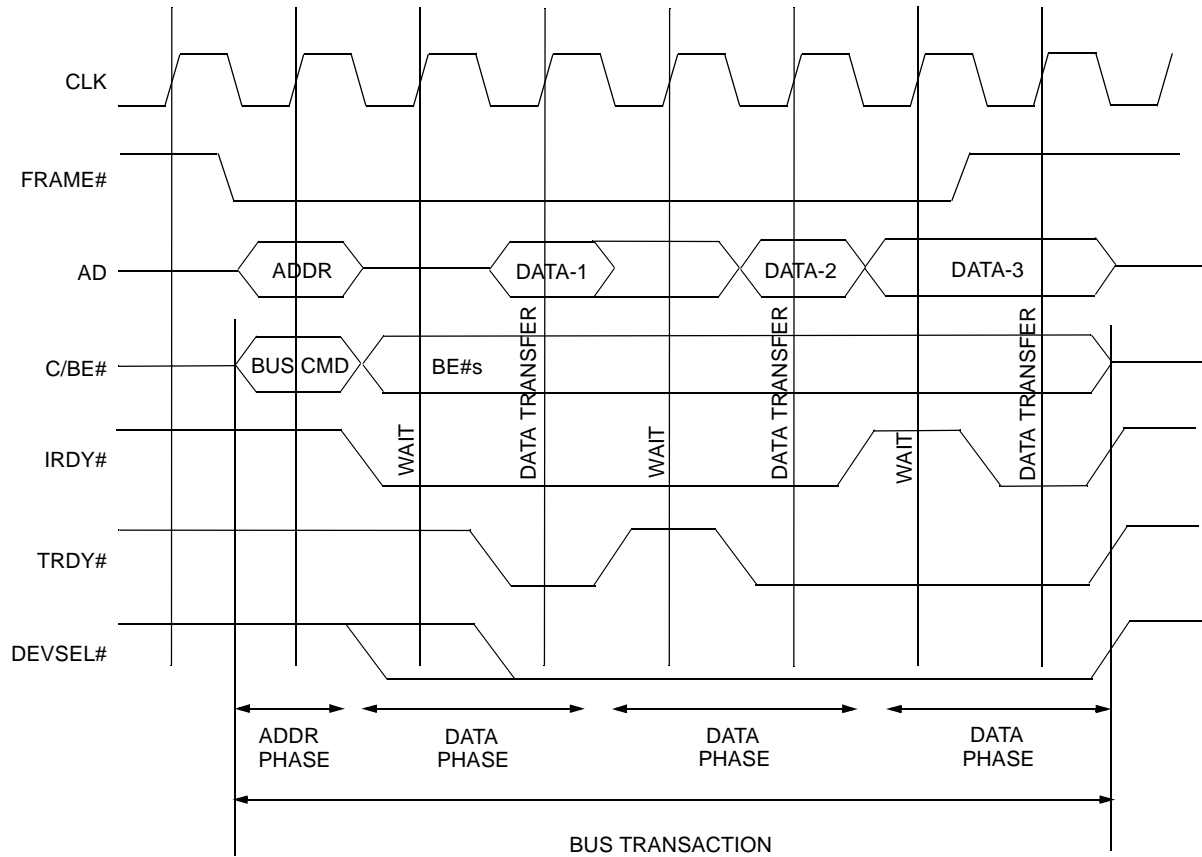 CLK
FRAME#
AD
ADDR
DATA-1
DATA-2
DATA-3
C/BE#
BUS CMD
BE#s
IRDY#
WAIT
DATA TRANSFER
WAIT
DATA TRANSFER
WAIT
DATA TRANSFER
TRDY#
DEVSEL#
ADDR
PHASE
DATA
PHASE
DATA
PHASE
DATA
PHASE
BUS TRANSACTION